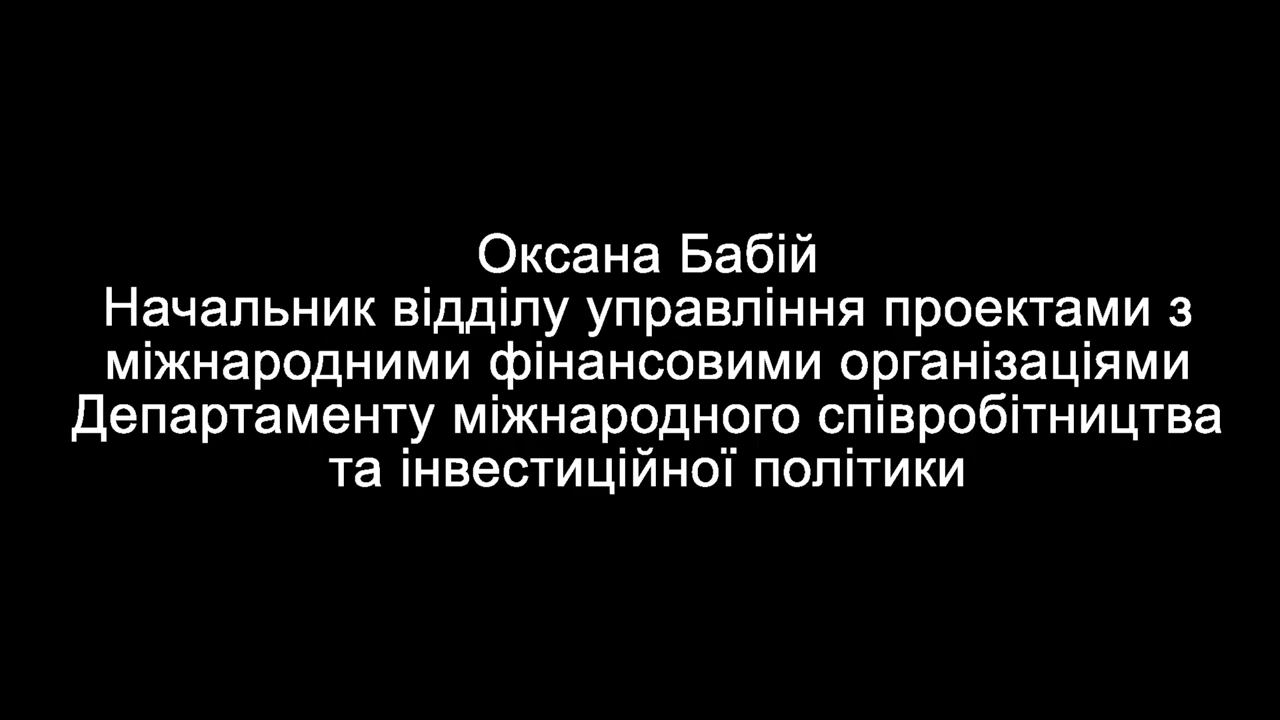 Оксана Бабій
Начальник відділу управління проектами з
міжнародними фінансовими організаціями
Департаменту міжнародного співробітництва
та інвестиційної політики